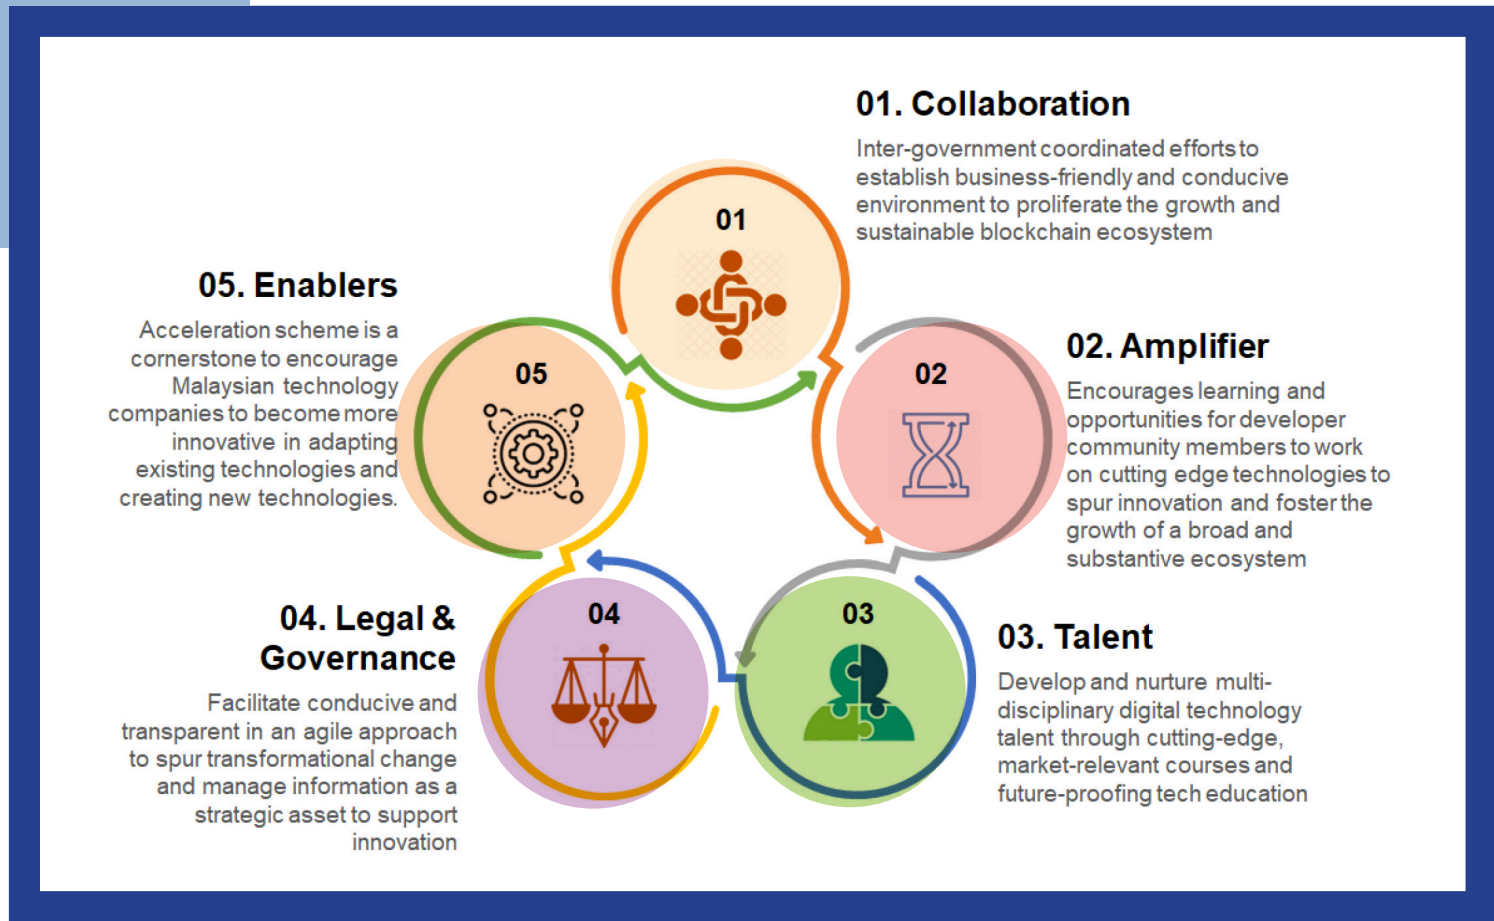 01. Collaboration
Inter-government coordinated efforts to
establish business-friendly and conducive
environment to proliferate the growth and
sustainable blockchain ecosystem
01
02. Amplifier
Encourages learning and
opportunities for developer
community members to work
on cutting edge technologies to
spur innovation and foster the
growth of a broad and
substantive ecosystem
02
03. Talent
Develop and nurture multi-
disciplinary digital technology
talent through cutting-edge,
market-relevant courses and
future-proofing tech education
03
04. Legal &
Governance
Facilitate conducive and
transparent in an agile approach
to spur transformational change
and manage information as a
strategic asset to support
innovation
04
05. Enablers
Acceleration scheme is a
cornerstone to encourage
Malaysian technology
companies to become more
innovative in adapting
existing technologies and
creating new technologies.
05